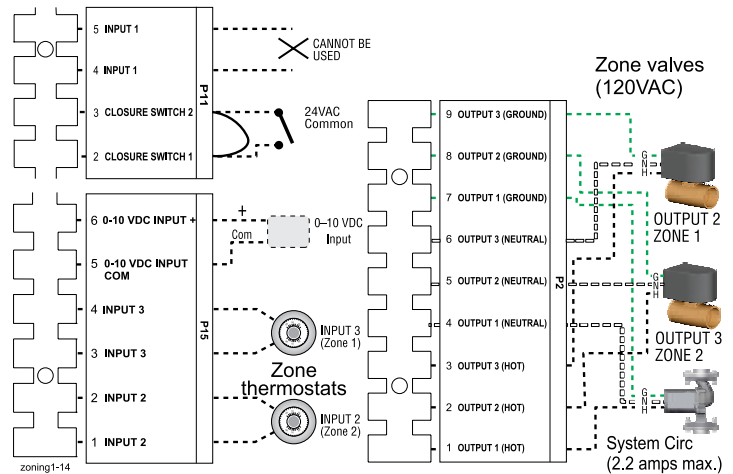 5 INPUT 1
4 INPUT 1
3 CLOSURE SWITCH 2
2 CLOSURE SWITCH 1
P11
CANNOT BE
USED
24VAC
Common
6 0-10 VDC INPUT +
5 0-10 VDC INPUT
COM
4 INPUT 3
3 INPUT 3
2 INPUT 2
1 INPUT 2
P15
+
Com
0–10 VDC
Input
INPUT 3
(Zone 1)
Zone
thermostats
INPUT 2
(Zone 2)
zoning1-14
9 OUTPUT 3 (GROUND)
8 OUTPUT 2 (GROUND)
7 OUTPUT 1 (GROUND)
6 OUTPUT 3 (NEUTRAL)
5 OUTPUT 2 (NEUTRAL)
4 OUTPUT 1 (NEUTRAL)
3 OUTPUT 3 (HOT)
2 OUTPUT 2 (HOT)
1 OUTPUT 1 (HOT)
P2
Zone valves
(120VAC)
G
N
H
OUTPUT 2
ZONE 1
G
N
H
OUTPUT 3
ZONE 2
G
N
H
System Circ
(2.2 amps max.)